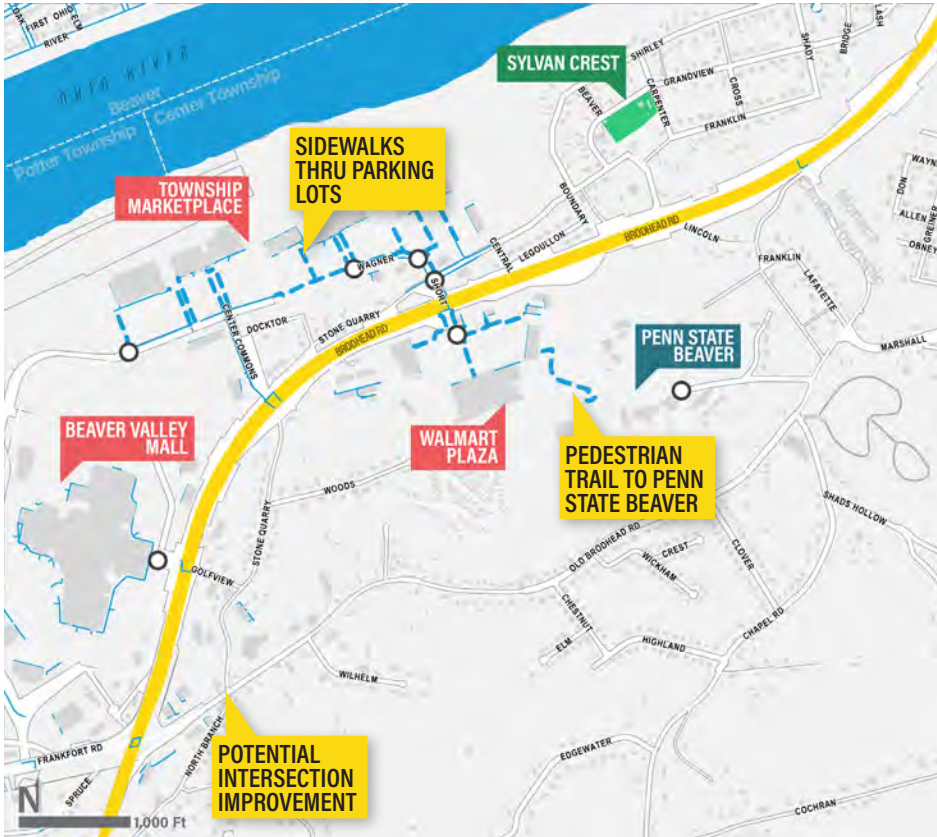 OAK
FIRST OHIO
ELM
RIVER
OHIO RIVER
Beaver
Center Township
Potter Township
SYLVAN CREST
SHIRLEY
GRANDVIEW
SHADY
BRIDGE
LASH
BEAVER
CARPENTER
CROSS
FRANKLIN
SIDEWALKS
THRU PARKING
LOTS
TOWNSHIP
MARKETPLACE
BOUNDARY
WAGNER
SHORT
CENTRAL
LEGOULLON
BRODHEAD RD
LINCOLN
DON
ALLEN
GREINER
OBNEY
FRANKLIN
LAFAYETTE
MARSHALL
CENTER COMMONS
DOCKTOR
STONE QUARRY
BRODHEAD RD
PENN STATE
BEAVER
BEAVER VALLEY
MALL
WALMART
PLAZA
PEDESTRIAN
TRAIL TO PENN
STATE BEAVER
WOODS
STONE QUARRY
GOLFVIEW
OLD BRODHEAD RD
CREST
WICKHAM
CLOVER
SHADS HOLLOW
CHESTNUT
ELM
HIGHLAND
CHAPEL RD
WILHELM
POTENTIAL
INTERSECTION
IMPROVEMENT
NORTH BRANCH
FRANKFORT RD
SPRUCE
EDGEWATER
COCHRAN
N
1,000 Ft